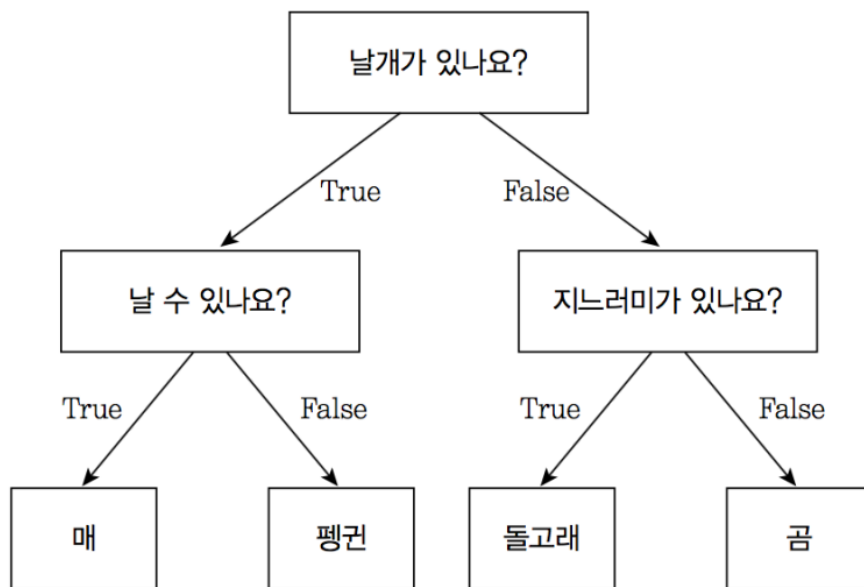 날개가 있나요?
True
False
날 수 있나요?
지느러미가 있나요?
True
False
True
False
매
펭귄
돌고래
곰